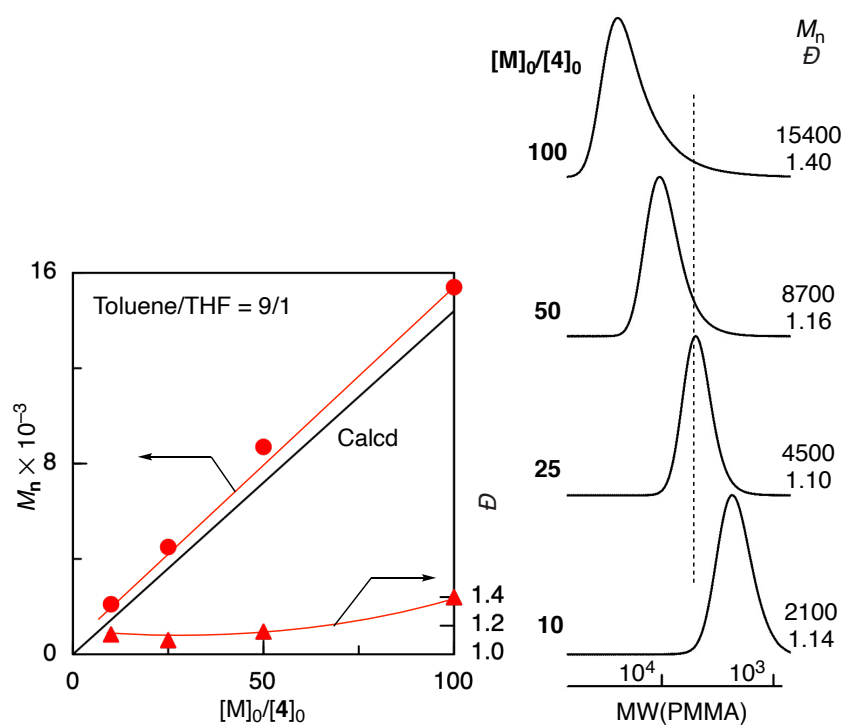 Mn
Đ
[M]0/[4]0
100
15400
1.40
50
8700
1.16
25
4500
1.10
10
2100
1.14
10⁴
10³
MW(PMMA)
16
8
0
Mn × 10⁻³
Toluene/THF = 9/1
Calcd
Đ
1.4
1.2
1.0
0
50
100
[M]0/[4]0